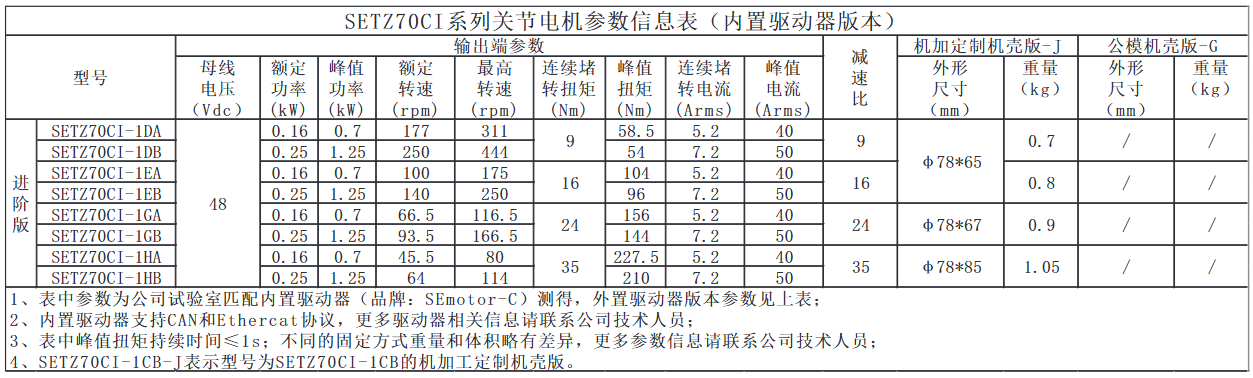 SETZ70CI系列关节电机参数信息表（内置驱动器版本）
型号 输出端参数 减速比 机加定制机壳版-J 公模机壳版-G
母线电压(Vdc) 额定功率(kW) 峰值功率(kW) 额定转速(rpm) 最高转速(rpm) 连续堵转扭矩(Nm) 峰值扭矩(Nm) 连续堵转电流(Arms) 峰值电流(Arms) 外形尺寸(mm) 重量(kg) 外形尺寸(mm) 重量(kg)
进阶版 SETZ70CI-1DA 48 0.16 0.7 177 311 9 58.5 5.2 40 9 φ78*65 0.7 / /
SETZ70CI-1DB 0.25 1.25 250 444 54 7.2 50
SETZ70CI-1EA 0.16 0.7 100 175 16 104 5.2 40 16 0.8 / /
SETZ70CI-1EB 0.25 1.25 140 250 96 7.2 50
SETZ70CI-1GA 0.16 0.7 66.5 116.5 24 156 5.2 40 24 φ78*67 0.9 / /
SETZ70CI-1GB 0.25 1.25 93.5 166.5 144 7.2 50
SETZ70CI-1HA 0.16 0.7 45.5 80 35 227.5 5.2 40 35 φ78*85 1.05 / /
SETZ70CI-1HB 0.25 1.25 64 114 210 7.2 50
1、表中参数为公司试验室匹配内置驱动器（品牌：SEmotor-C）测得，外置驱动器版本参数见上表；
2、内置驱动器支持CAN和Ethercat协议，更多驱动器相关信息请联系公司技术人员；
3、表中峰值扭矩持续时间≤1s；不同的固定方式重量和体积略有差异，更多参数信息请联系公司技术人员；
4、SETZ70CI-1CB-J表示型号为SETZ70CI-1CB的机加工定制机壳版。